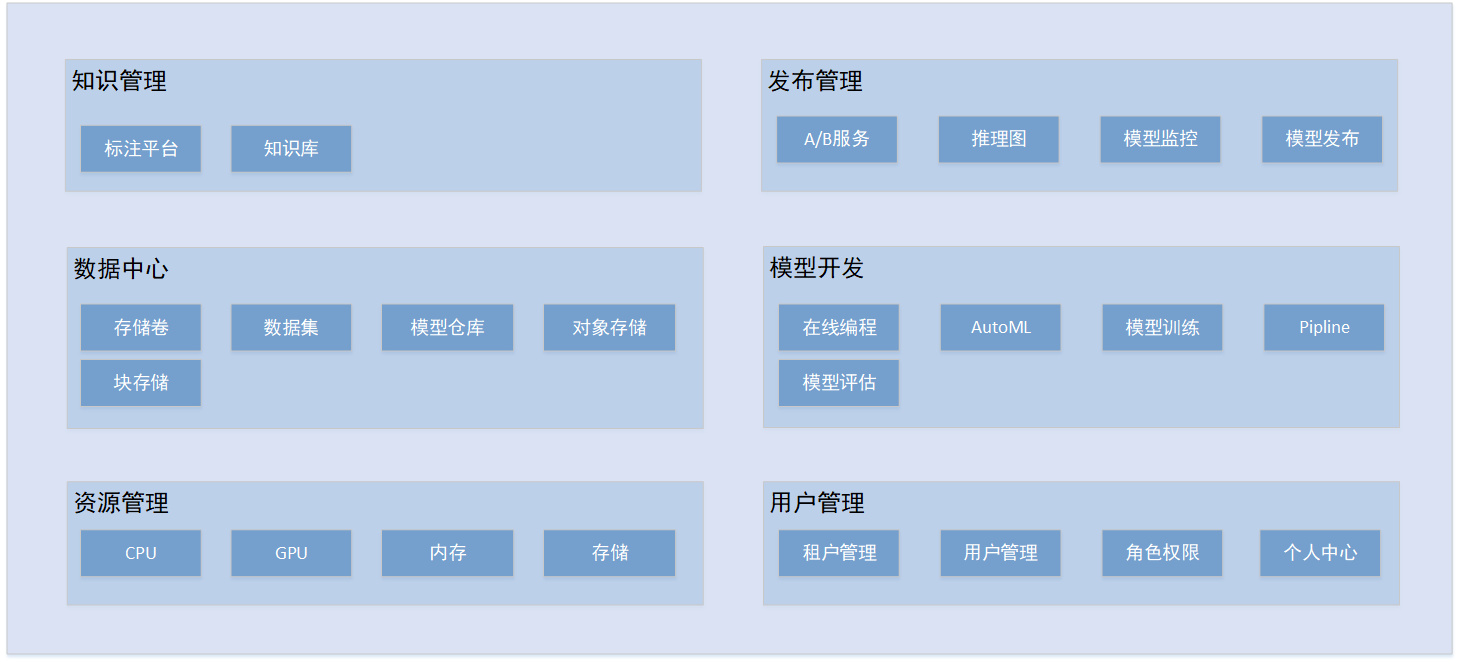 知识管理
标注平台
知识库
发布管理
A/B服务
推理图
模型监控
模型发布
数据中心
存储卷
数据集
模型仓库
对象存储
块存储
模型开发
在线编程
AutoML
模型训练
Pipline
模型评估
资源管理
CPU
GPU
内存
存储
用户管理
租户管理
用户管理
角色权限
个人中心